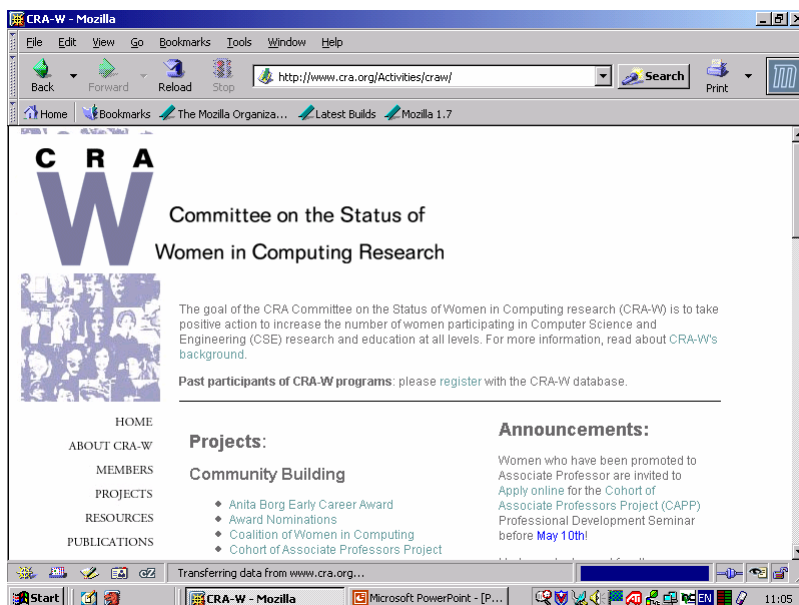 CRA-W - Mozilla
File Edit View Go Bookmarks Tools Window Help
Back Forward Reload Stop http://www.cra.org/Activities/craw/ Search Print
Home Bookmarks The Mozilla Organiza... Latest Builds Mozilla 1.7
C R A
W
Committee on the Status of
Women in Computing Research
The goal of the CRA Committee on the Status of Women in Computing research (CRA-W) is to take
positive action to increase the number of women participating in Computer Science and
Engineering (CSE) research and education at all levels. For more information, read about CRA-W's
background.
Past participants of CRA-W programs: please register with the CRA-W database.
HOME
ABOUT CRA-W
MEMBERS
PROJECTS
RESOURCES
PUBLICATIONS
Projects:
Community Building
Anita Borg Early Career Award
Award Nominations
Coalition of Women in Computing
Cohort of Associate Professors Project
Announcements:
Women who have been promoted to
Associate Professor are invited to
Apply online for the Cohort of
Associate Professors Project (CAPP)
Professional Development Seminar
before May 10th!
Transferring data from www.cra.org...
Start CRA-W - Mozilla Microsoft PowerPoint - [P... EN 11:05